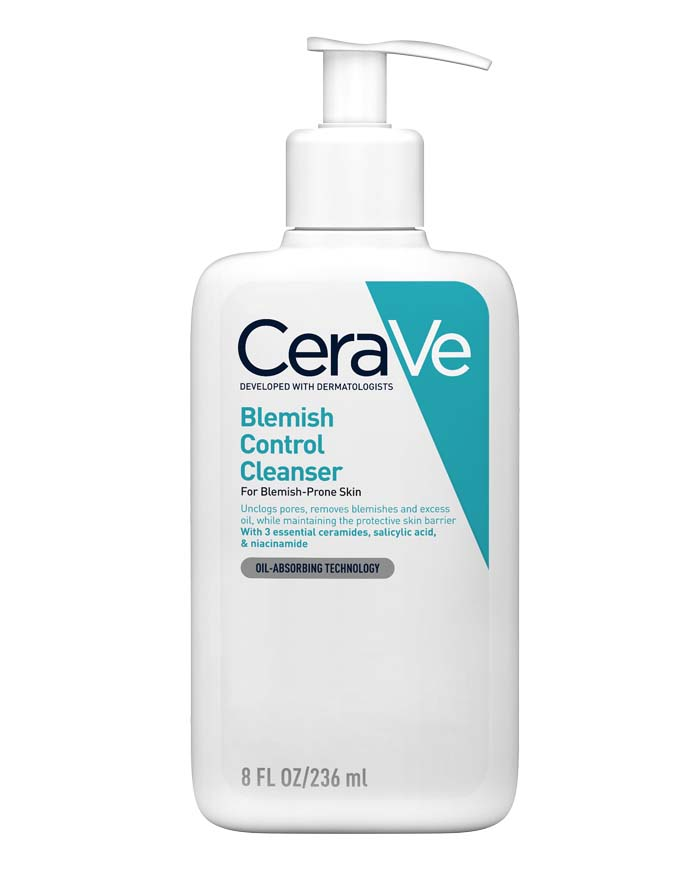 CeraVe
DEVELOPED WITH DERMATOLOGISTS
Blemish
Control
Cleanser
For Blemish-Prone Skin
Unclogs pores, removes blemishes and excess
oil, while maintaining the protective skin barrier
With 3 essential ceramides, salicylic acid,
& niacinamide
OIL-ABSORBING TECHNOLOGY
8 FL OZ/236 ml